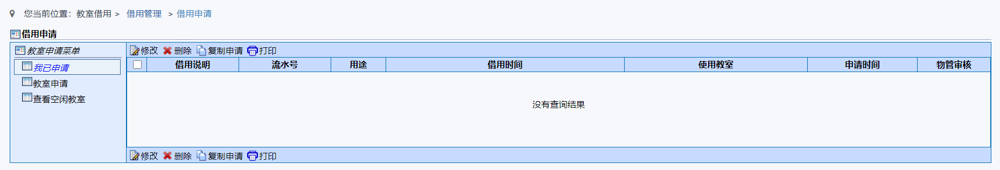 您当前位置：教室借用 > 借用管理 > 借用申请
借用申请
教室申请菜单
我已申请
教室申请
查看空闲教室
修改 删除 复制申请 打印
借用说明 流水号 用途 借用时间 使用教室 申请时间 物管审核
没有查询结果
修改 删除 复制申请 打印